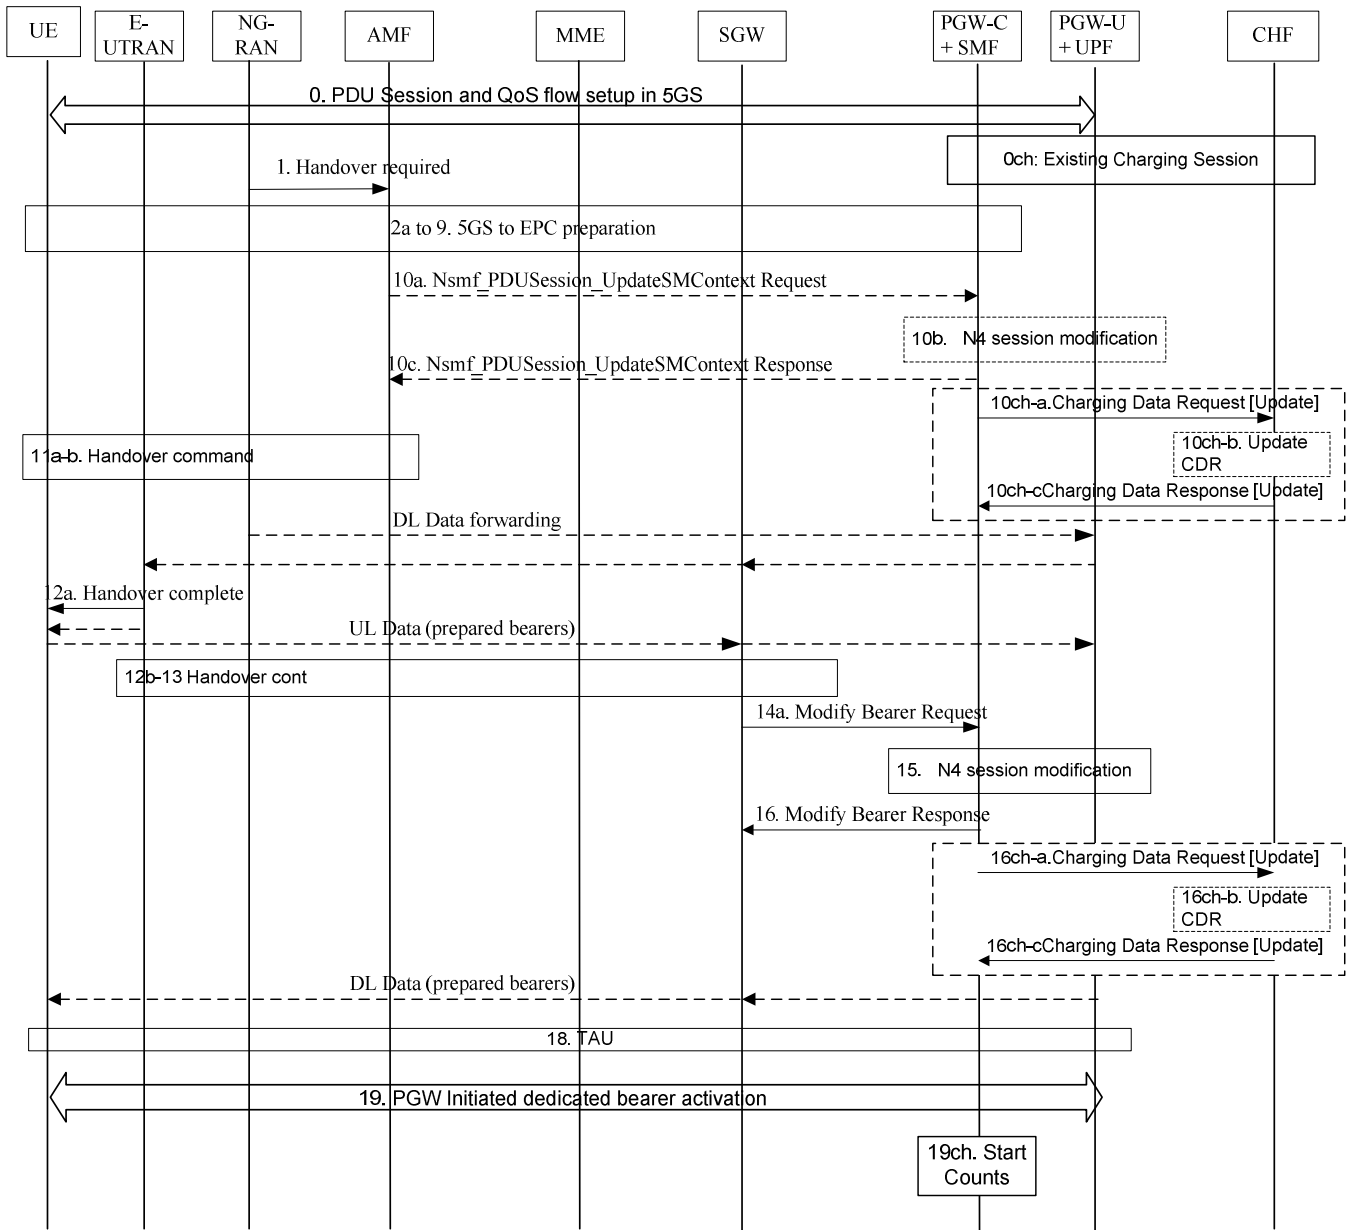 UE
E-
UTRAN
NG-
RAN
AMF
MME
SGW
PGW-C
+ SMF
PGW-U
+ UPF
CHF
0. PDU Session and QoS flow setup in 5GS
0ch: Existing Charging Session
1. Handover required
2a to 9. 5GS to EPC preparation
10a. Nsmf_PDUSession_UpdateSMContext Request
10b. N4 session modification
10c. Nsmf_PDUSession_UpdateSMContext Response
10ch-a.Charging Data Request [Update]
10ch-b. Update
CDR
11a-b. Handover command
10ch-cCharging Data Response [Update]
DL Data forwarding
12a. Handover complete
UL Data (prepared bearers)
12b-13 Handover cont
14a. Modify Bearer Request
15. N4 session modification
16. Modify Bearer Response
16ch-a.Charging Data Request [Update]
16ch-b. Update
CDR
16ch-cCharging Data Response [Update]
DL Data (prepared bearers)
18. TAU
19. PGW Initiated dedicated bearer activation
19ch. Start
Counts